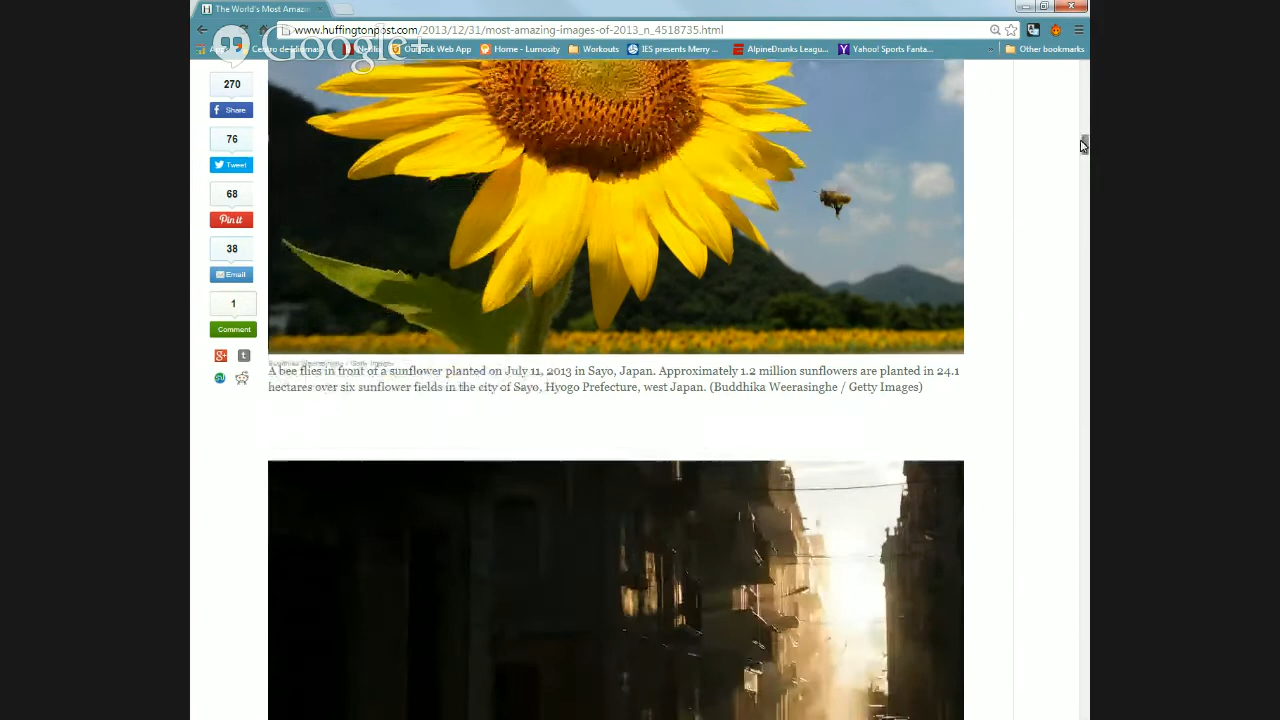 The World's Most Amazin
www.huffingtonpost.com/2013/12/31/most-amazing-images-of-2013_n_4518735.html
Google+
Centro de Idiomas
Netflix
Outlook Web App
Home - Lumosity
Workouts
IES presents Merry ...
AlpineDrunks Leagu...
Yahoo! Sports Fanta...
»
Other bookmarks
270
Share
76
Tweet
68
Pin it
38
Email
1
Comment
A bee flies in front of a sunflower planted on July 11, 2013 in Sayo, Japan. Approximately 1.2 million sunflowers are planted in 24.1
hectares over six sunflower fields in the city of Sayo, Hyogo Prefecture, west Japan. (Buddhika Weerasinghe / Getty Images)